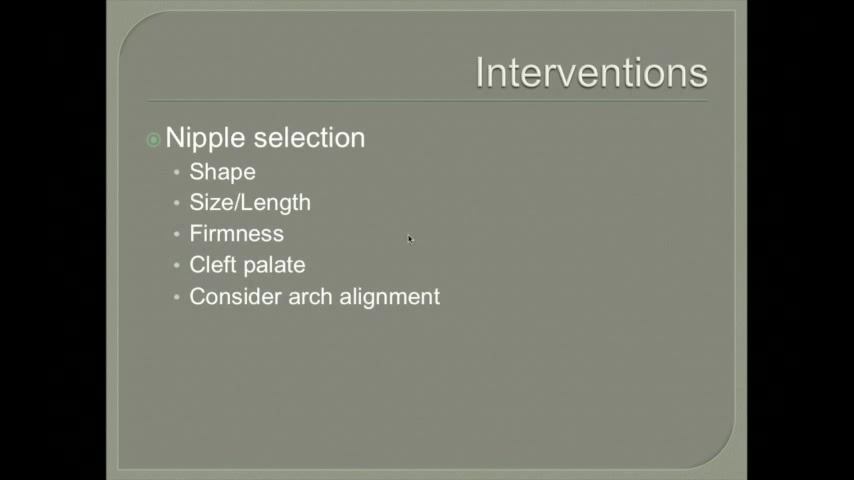 Interventions
Nipple selection
Shape
Size/Length
Firmness
Cleft palate
Consider arch alignment